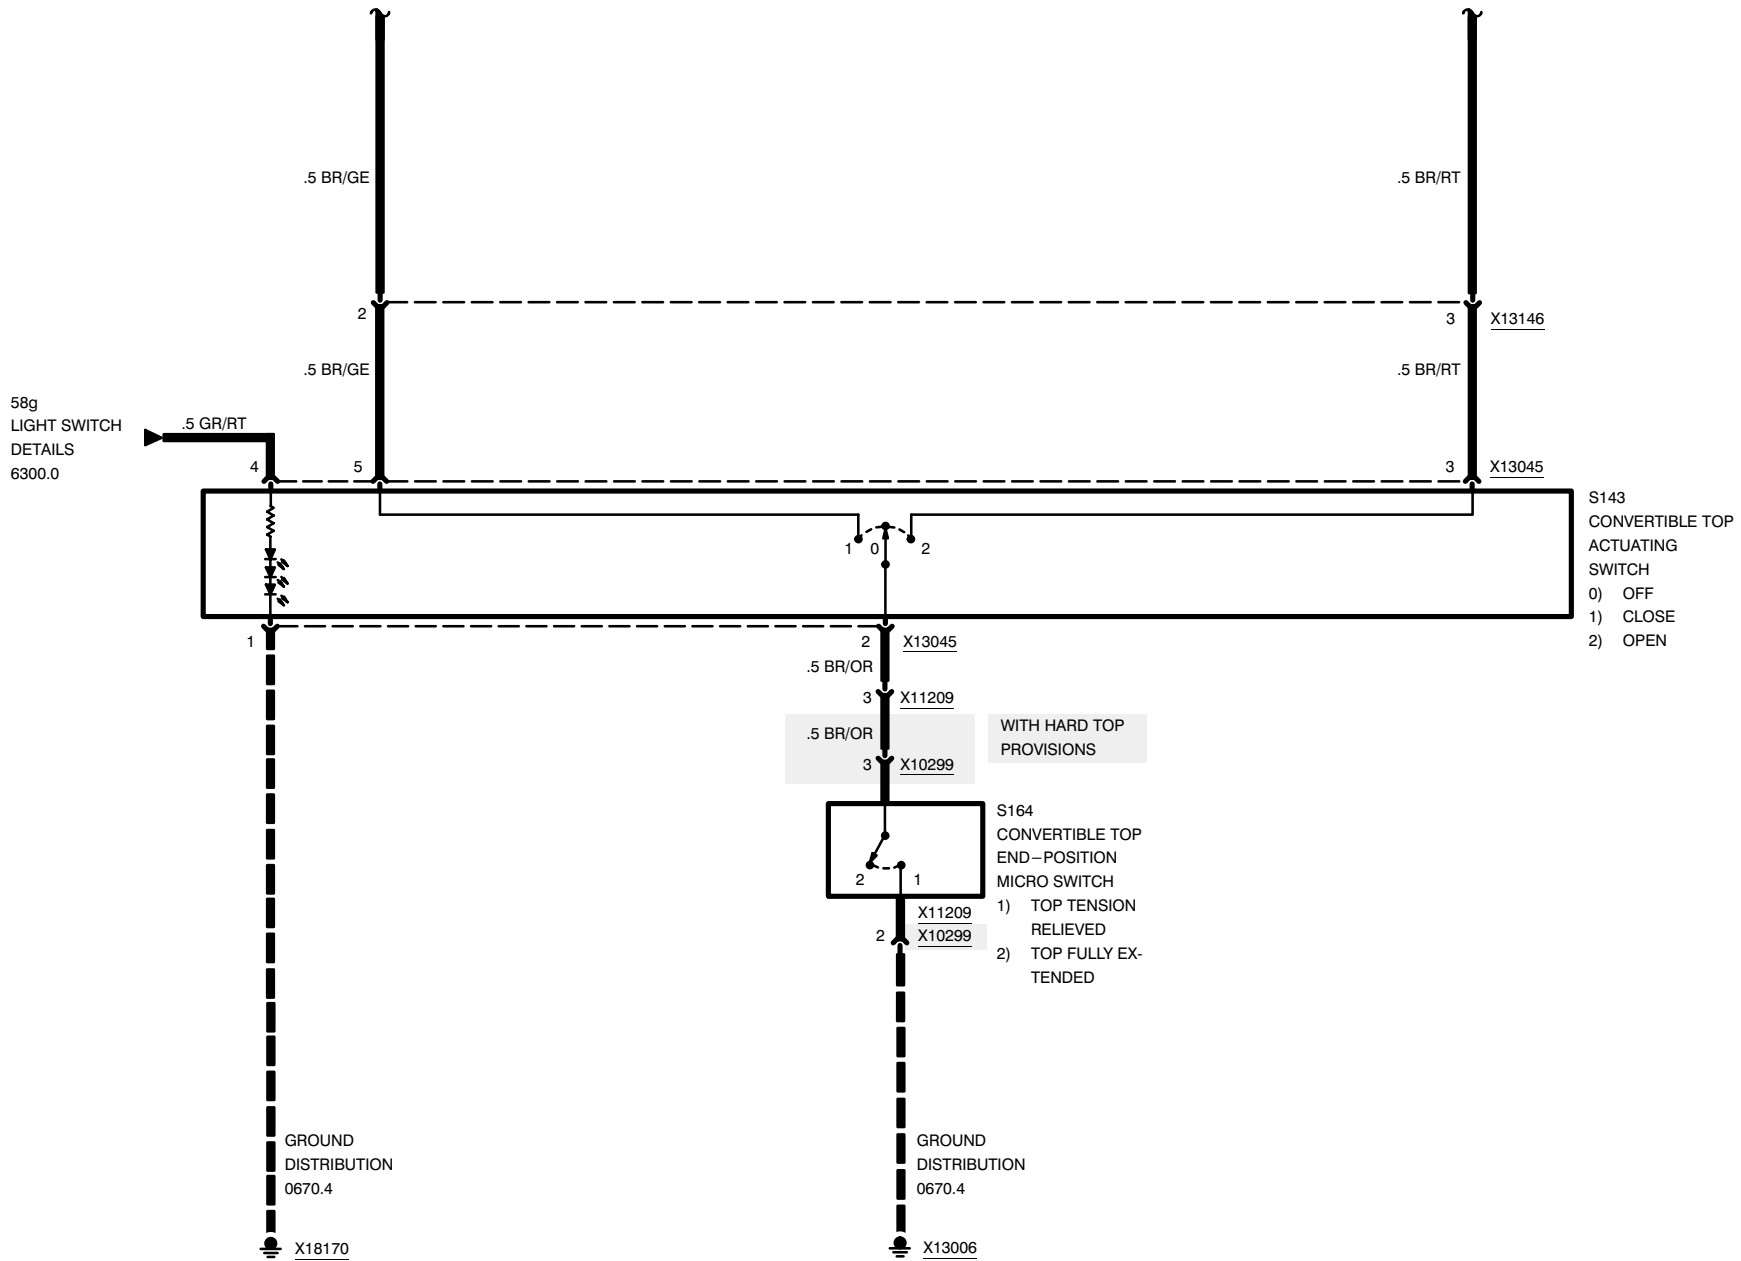 .5 BR/GE
.5 BR/RT
2
3
X13146
.5 BR/GE
.5 BR/RT
58g
LIGHT SWITCH
DETAILS
6300.0
.5 GR/RT
4
5
3
X13045
1
0
2
S143
CONVERTIBLE TOP
ACTUATING
SWITCH
0) OFF
1) CLOSE
2) OPEN
1
2
X13045
.5 BR/OR
3
X11209
.5 BR/OR
WITH HARD TOP
PROVISIONS
3
X10299
2
1
S164
CONVERTIBLE TOP
END–POSITION
MICRO SWITCH
1) TOP TENSION
RELIEVED
2) TOP FULLY EX-
TENDED
X11209
2
X10299
GROUND
DISTRIBUTION
0670.4
GROUND
DISTRIBUTION
0670.4
X18170
X13006